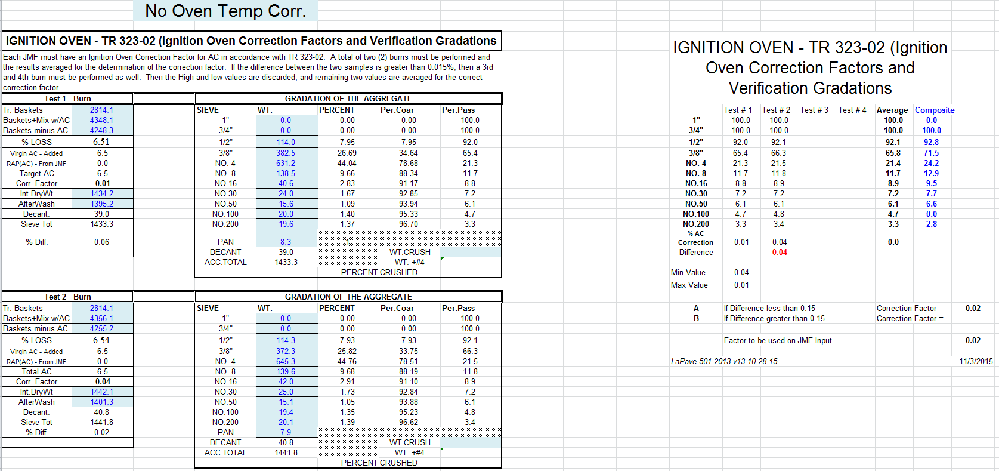 No Oven Temp Corr.
IGNITION OVEN - TR 323-02 (Ignition Oven Correction Factors and Verification Gradations
Each JMF must have an Ignition Oven Correction Factor for AC in accordance with TR 323-02. A total of two (2) burns must be performed and
the results averaged for the determination of the correction factor. If the difference between the two samples is greater than 0.015%, then a 3rd
and 4th burn must be performed as well. Then the High and low values are discarded, and remaining two values are averaged for the correct
correction factor.
Test 1 - Burn GRADATION OF THE AGGREGATE
Tr. Baskets 2814.1 SIEVE WT. PERCENT Per.Coar Per.Pass
Baskets+Mix w/AC 4348.1 1" 0.0 0.00 0.00 100.0
Baskets minus AC 4248.3 3/4" 0.0 0.00 0.00 100.0
% LOSS 6.51 1/2" 114.0 7.95 7.95 92.0
Virgin AC - Added 6.5 3/8" 382.5 26.69 34.64 65.4
RAP(AC) - From JMF 0.0 NO. 4 631.2 44.04 78.68 21.3
Target AC 6.5 NO. 8 138.5 9.66 88.34 11.7
Corr. Factor 0.01 NO.16 40.6 2.83 91.17 8.8
Int.DryWt 1434.2 NO.30 24.0 1.67 92.85 7.2
AfterWash 1395.2 NO.50 15.6 1.09 93.94 6.1
Decant. 39.0 NO.100 20.0 1.40 95.33 4.7
Sieve Tot 1433.3 NO.200 19.6 1.37 96.70 3.3
% Diff. 0.06 PAN 8.3 1
DECANT 39.0 WT.CRUSH
ACC.TOTAL 1433.3 WT. +#4
PERCENT CRUSHED
Test 2 - Burn GRADATION OF THE AGGREGATE
Tr. Baskets 2814.1 SIEVE WT. PERCENT Per.Coar Per.Pass
Baskets+Mix w/AC 4356.1 1" 0.0 0.00 0.00 100.0
Baskets minus AC 4255.2 3/4" 0.0 0.00 0.00 100.0
% LOSS 6.54 1/2" 114.3 7.93 7.93 92.1
Virgin AC - Added 6.5 3/8" 372.3 25.82 33.75 66.3
RAP(AC) - From JMF 0.0 NO. 4 645.3 44.76 78.51 21.5
Total AC 6.5 NO. 8 139.6 9.68 88.19 11.8
Corr. Factor 0.04 NO.16 42.0 2.91 91.10 8.9
Int.DryWt 1442.1 NO.30 25.0 1.73 92.84 7.2
AfterWash 1401.3 NO.50 15.1 1.05 93.88 6.1
Decant. 40.8 NO.100 19.4 1.35 95.23 4.8
Sieve Tot 1441.8 NO.200 20.1 1.39 96.62 3.4
% Diff. 0.02 PAN 7.9
DECANT 40.8 WT.CRUSH
ACC.TOTAL 1441.8 WT. +#4
PERCENT CRUSHED
IGNITION OVEN - TR 323-02 (Ignition
Oven Correction Factors and
Verification Gradations
Test # 1 Test # 2 Test # 3 Test # 4 Average Composite
1" 100.0 100.0 100.0 0.0
3/4" 100.0 100.0 100.0 100.0
1/2" 92.0 92.1 92.1 92.8
3/8" 65.4 66.3 65.8 71.5
NO. 4 21.3 21.5 21.4 24.2
NO. 8 11.7 11.8 11.7 12.9
NO.16 8.8 8.9 8.9 9.5
NO.30 7.2 7.2 7.2 7.7
NO.50 6.1 6.1 6.1 6.6
NO.100 4.7 4.8 4.7 0.0
NO.200 3.3 3.4 3.3 2.8
% AC
Correction 0.01 0.04 0.0
Difference 0.04
Min Value 0.04
Max Value 0.01
A If Difference less than 0.15 Correction Factor = 0.02
B If Difference greater than 0.15 Correction Factor =
Factor to be used on JMF Input 0.02
LaPave 501 2013 v13.10.28.15 11/3/2015